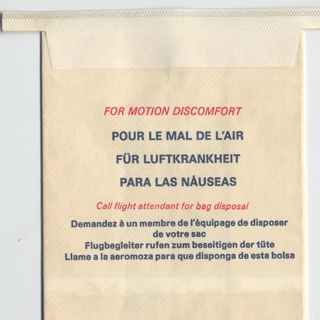 FOR MOTION DISCOMFORT
POUR LE MAL DE L'AIR
FÜR LUFTKRANKHEIT
PARA LAS NÁUSEAS
Call flight attendant for bag disposal
Demandez à un membre de l'équipage de disposer
de votre sac
Flugbegleiter rufen zum beseitigen der tüte
Llame a la aeromoza para que disponga de esta bolsa